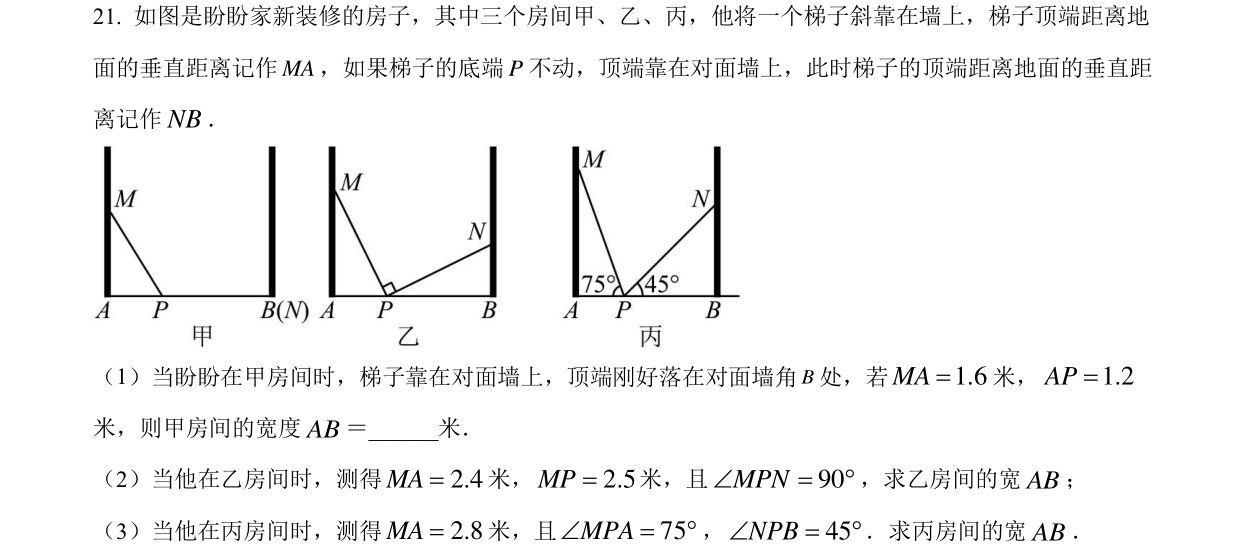 21. 如图是盼盼家新装修的房子，其中三个房间甲、乙、丙，他将一个梯子斜靠在墙上，梯子顶端距离地
面的垂直距离记作 MA，如果梯子的底端 P 不动，顶端靠在对面墙上，此时梯子的顶端距离地面的垂直距
离记作 NB．
M M M N N
75° 45°
A P B(N) A P B A P B
甲 乙 丙
（1）当盼盼在甲房间时，梯子靠在对面墙上，顶端刚好落在对面墙角 B 处，若 MA = 1.6 米， AP = 1.2
米，则甲房间的宽度 AB ＝______米．
（2）当他在乙房间时，测得 MA = 2.4 米， MP = 2.5 米，且 ∠MPN = 90°，求乙房间的宽 AB；
（3）当他在丙房间时，测得 MA = 2.8 米，且 ∠MPA = 75°，∠NPB = 45°．求丙房间的宽 AB．